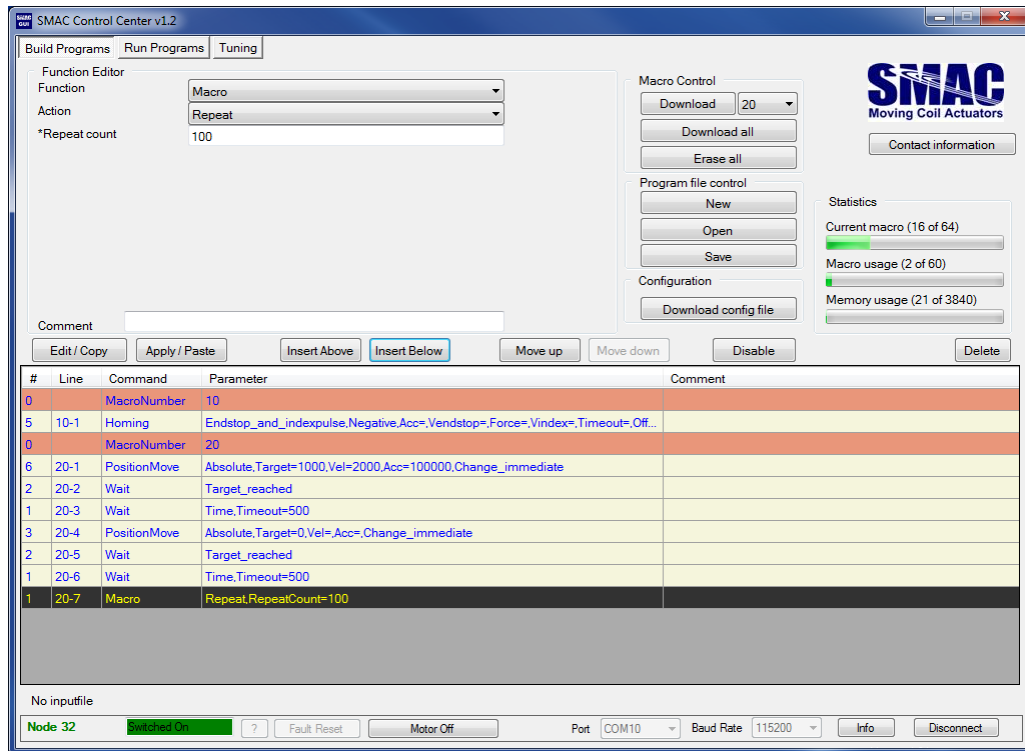 SMAC GUI SMAC Control Center v1.2
Build Programs Run Programs Tuning
Function Editor
Function Macro
Action Repeat
*Repeat count 100
Comment
Macro Control
Download 20
Download all
Erase all
Program file control
New
Open
Save
Configuration
Download config file
SMAC
Moving Coil Actuators
Contact information
Statistics
Current macro (16 of 64)
Macro usage (2 of 60)
Memory usage (21 of 3840)
Edit / Copy Apply / Paste Insert Above Insert Below Move up Move down Disable Delete
# Line Command Parameter Comment
0 MacroNumber 10
5 10-1 Homing Endstop_and_indexpulse,Negative,Acc=,Vendstop=,Force=,Vindex=,Timeout=,Off...
0 MacroNumber 20
6 20-1 PositionMove Absolute,Target=1000,Vel=2000,Acc=100000,Change_immediate
2 20-2 Wait Target_reached
1 20-3 Wait Time,Timeout=500
3 20-4 PositionMove Absolute,Target=0,Vel=,Acc=,Change_immediate
2 20-5 Wait Target_reached
1 20-6 Wait Time,Timeout=500
1 20-7 Macro Repeat,RepeatCount=100
No inputfile
Node 32 Switched On ? Fault Reset Motor Off Port COM10 Baud Rate 115200 Info Disconnect